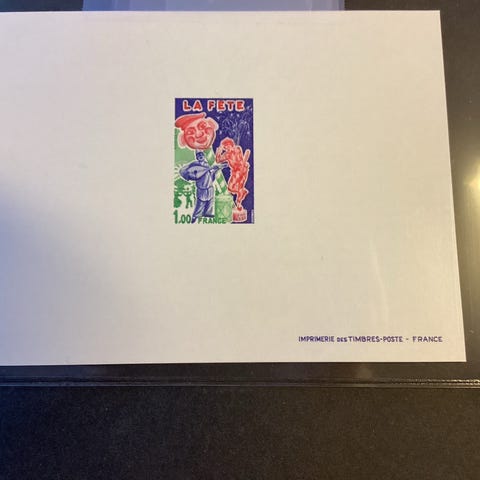 LA FETE
1.00 FRANCE
IMPRIMERIE DES TIMBRES-POSTE - FRANCE